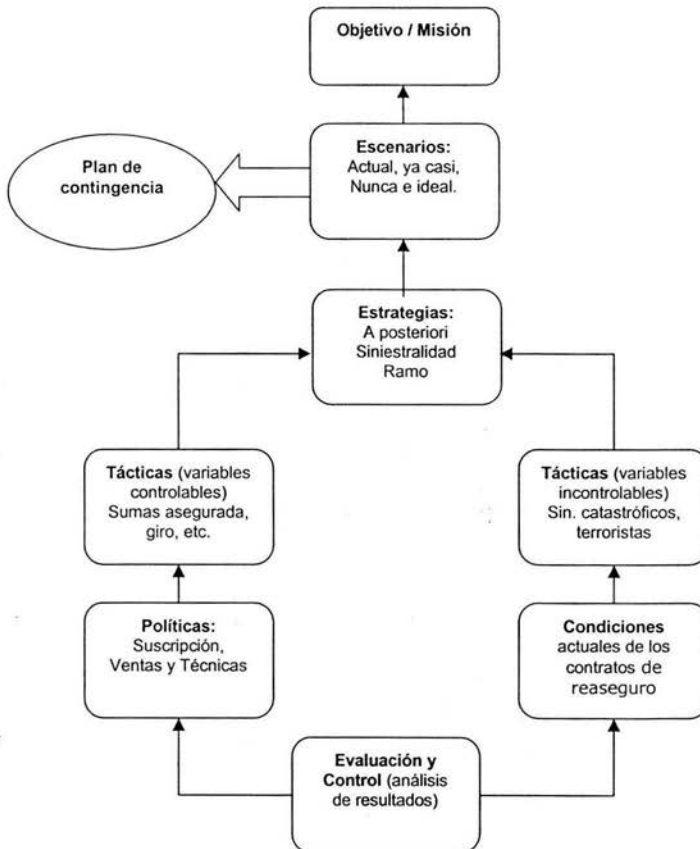 Objetivo / Misión
Escenarios:
Actual, ya casi,
Nunca e ideal.
Plan de
contingencia
Estrategias:
A posteriori
Siniestralidad
Ramo
Tácticas (variables
controlables)
Sumas asegurada,
giro, etc.
Tácticas (variables
incontrolables)
Sin. catastróficos,
terroristas
Políticas:
Suscripción,
Ventas y Técnicas
Condiciones
actuales de los
contratos de
reaseguro
Evaluación y
Control (análisis
de resultados)